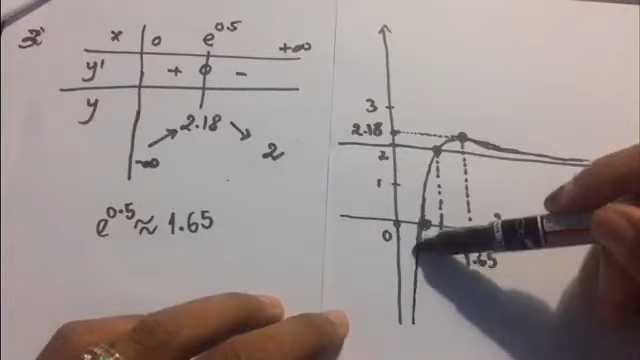 x 0 e^0.5 +∞
y' + 0 -
y -∞ 2.18 2
e^0.5 ≈ 1.65
3
2.18
2
1
0
1.65